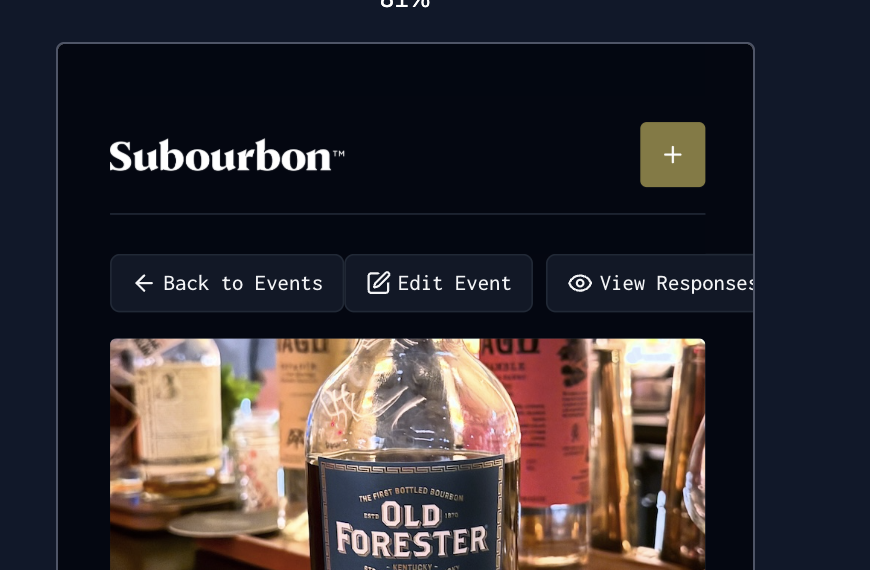 81%
Subourbon™
+
Back to Events Edit Event View Responses
THE FIRST BOTTLED BOURBON
ESTD 1870
OLD
FORESTER
KENTUCKY